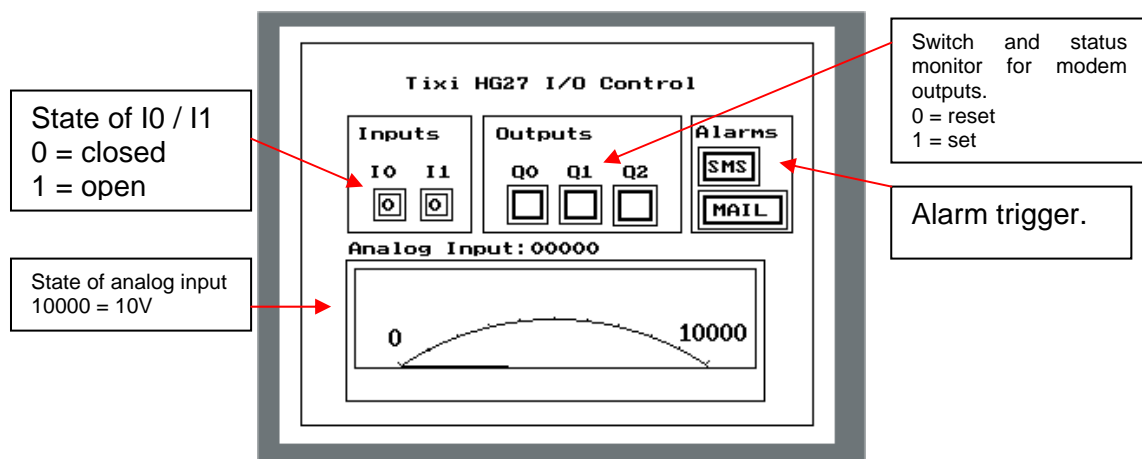 Tixi HG27 I/O Control
State of I0 / I1
0 = closed
1 = open
Inputs
I0 I1
0 0
Outputs
Q0 Q1 Q2
Alarms
SMS
MAIL
Switch and status
monitor for modem
outputs.
0 = reset
1 = set
Alarm trigger.
Analog Input:00000
State of analog input
10000 = 10V
0
10000